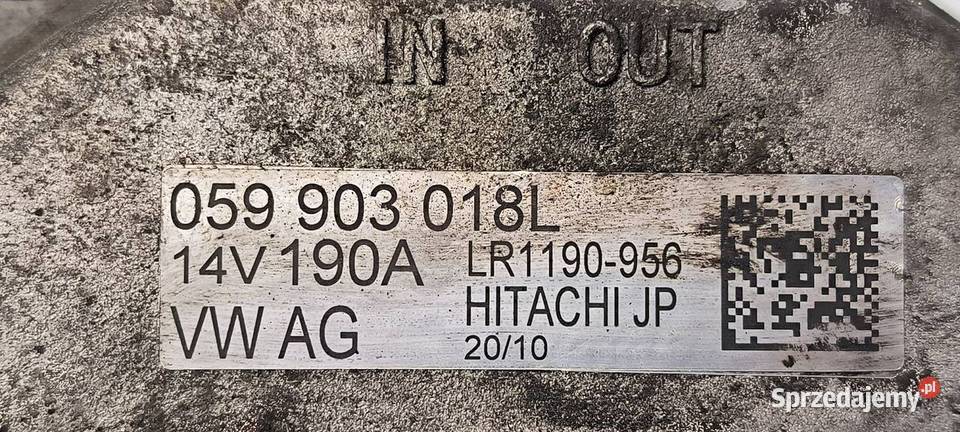 IN OUT
059 903 018L
14V 190A LR1190-956
VW AG HITACHI JP
20/10
Sprzedajemy.pl